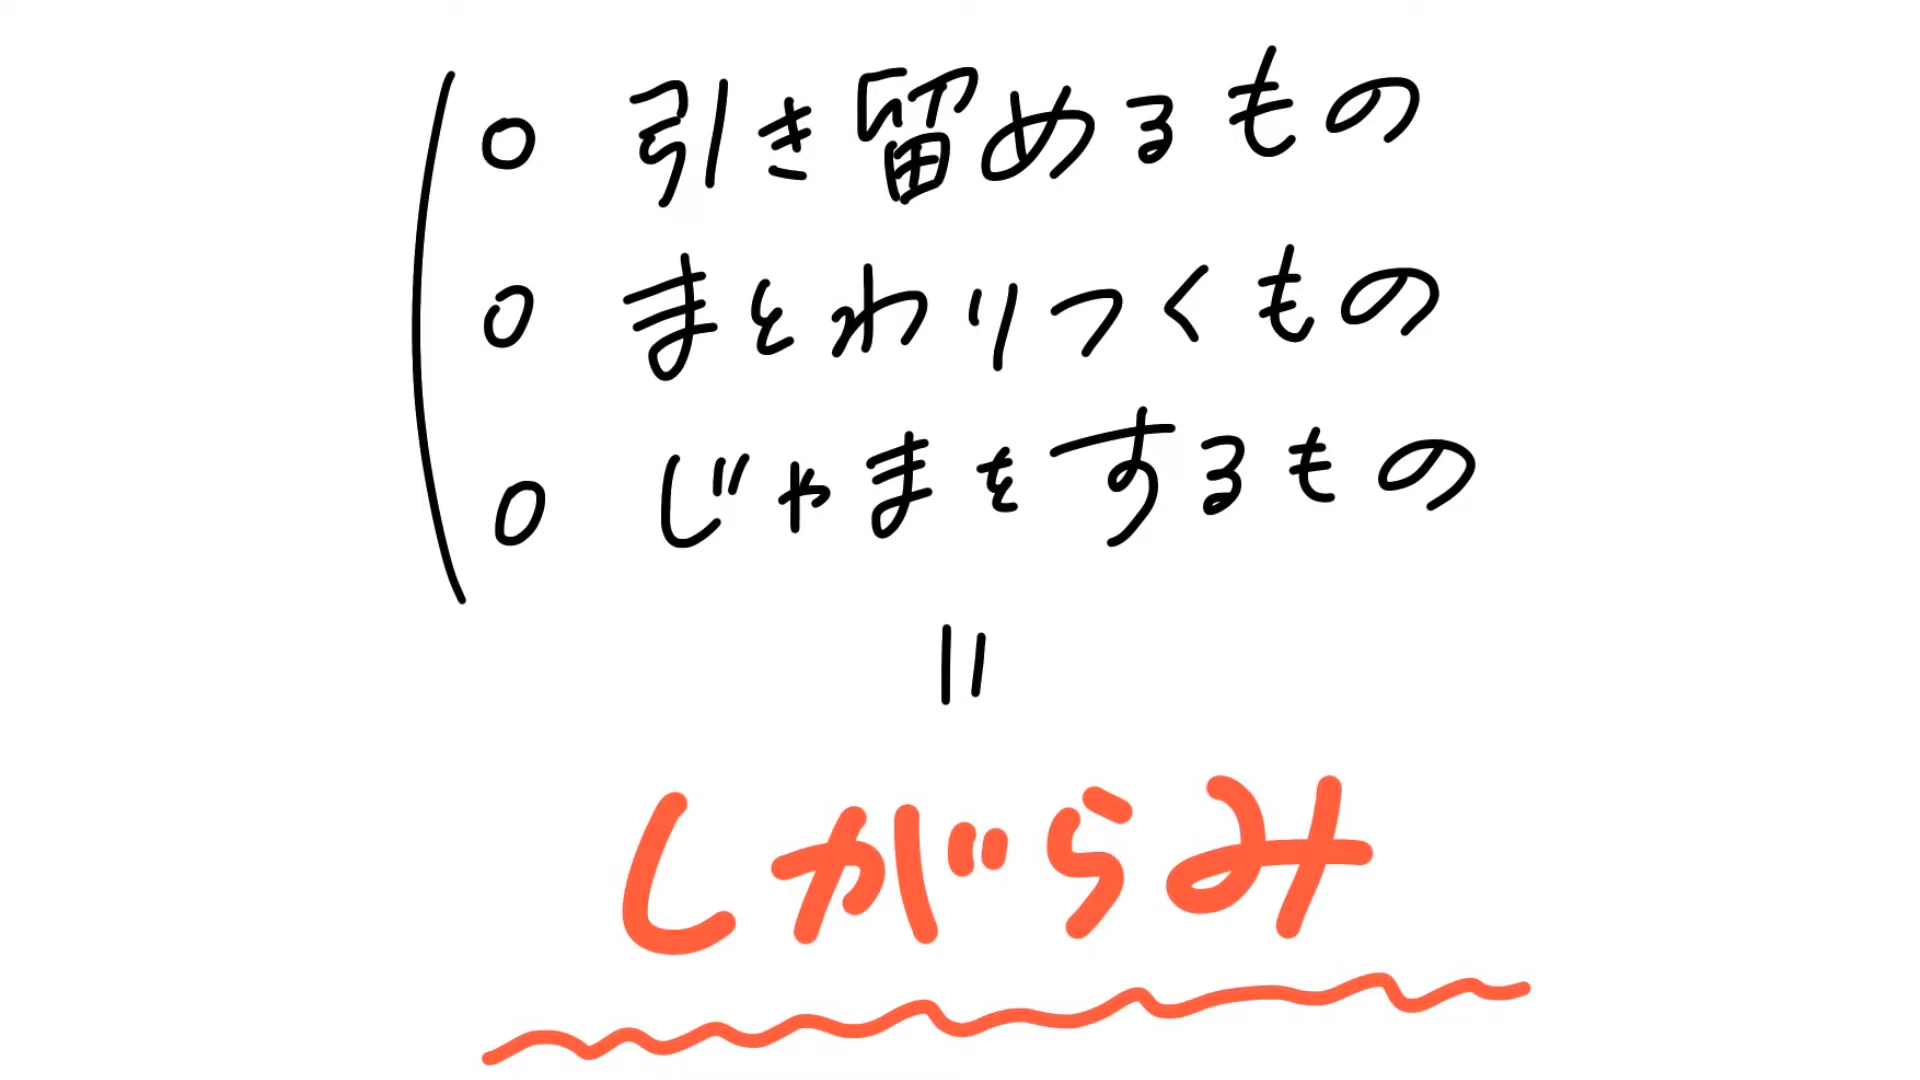 ○ 引き留めるもの
○ まとわりつくもの
○ じゃまをするもの
=
しがらみ